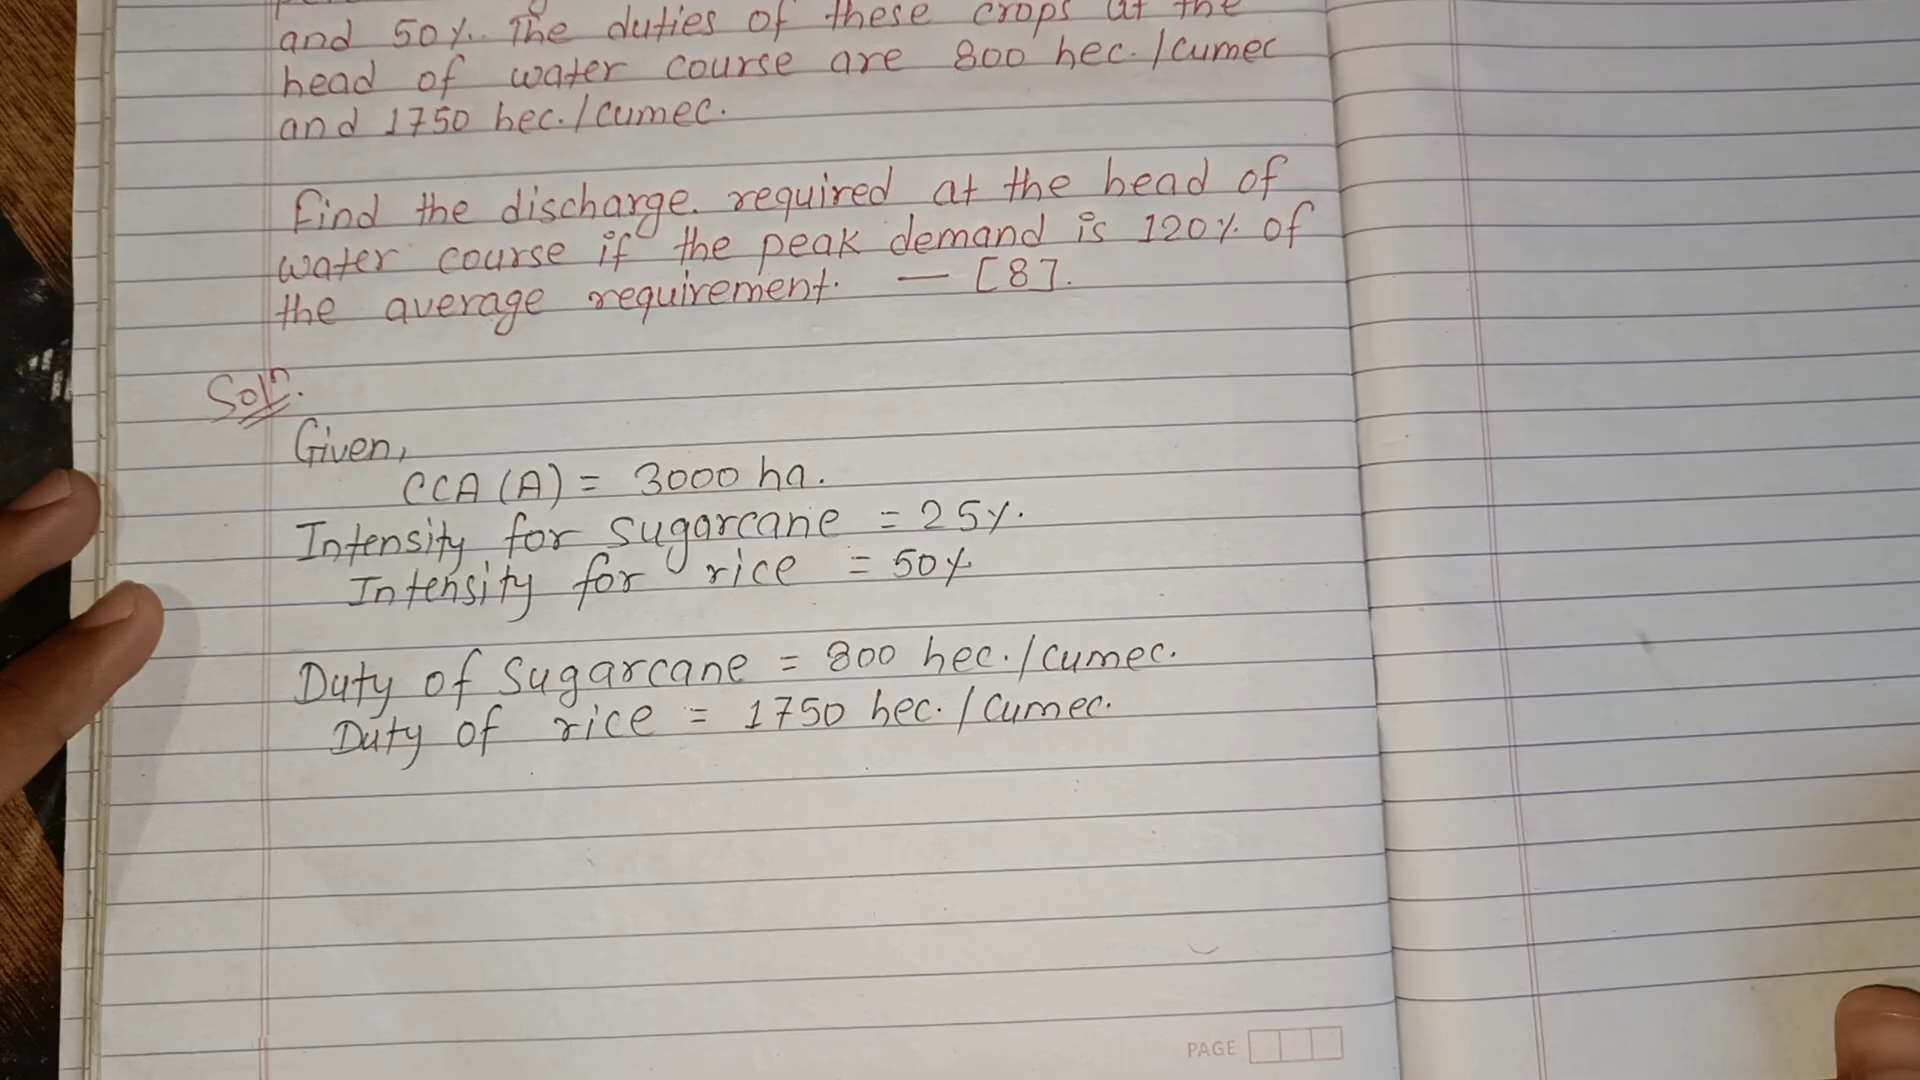 and 50%. The duties of these crops at the
head of water course are 800 hec./cumec
and 1750 hec./cumec.
Find the discharge. required at the head of
water course if the peak demand is 120% of
the average requirement. — [8].
Sol?.
Given,
CCA (A) = 3000 ha.
Intensity for sugarcane = 25%.
Intensity for rice = 50%
Duty of Sugarcane = 800 hec./cumec.
Duty of rice = 1750 hec./cumec.
PAGE